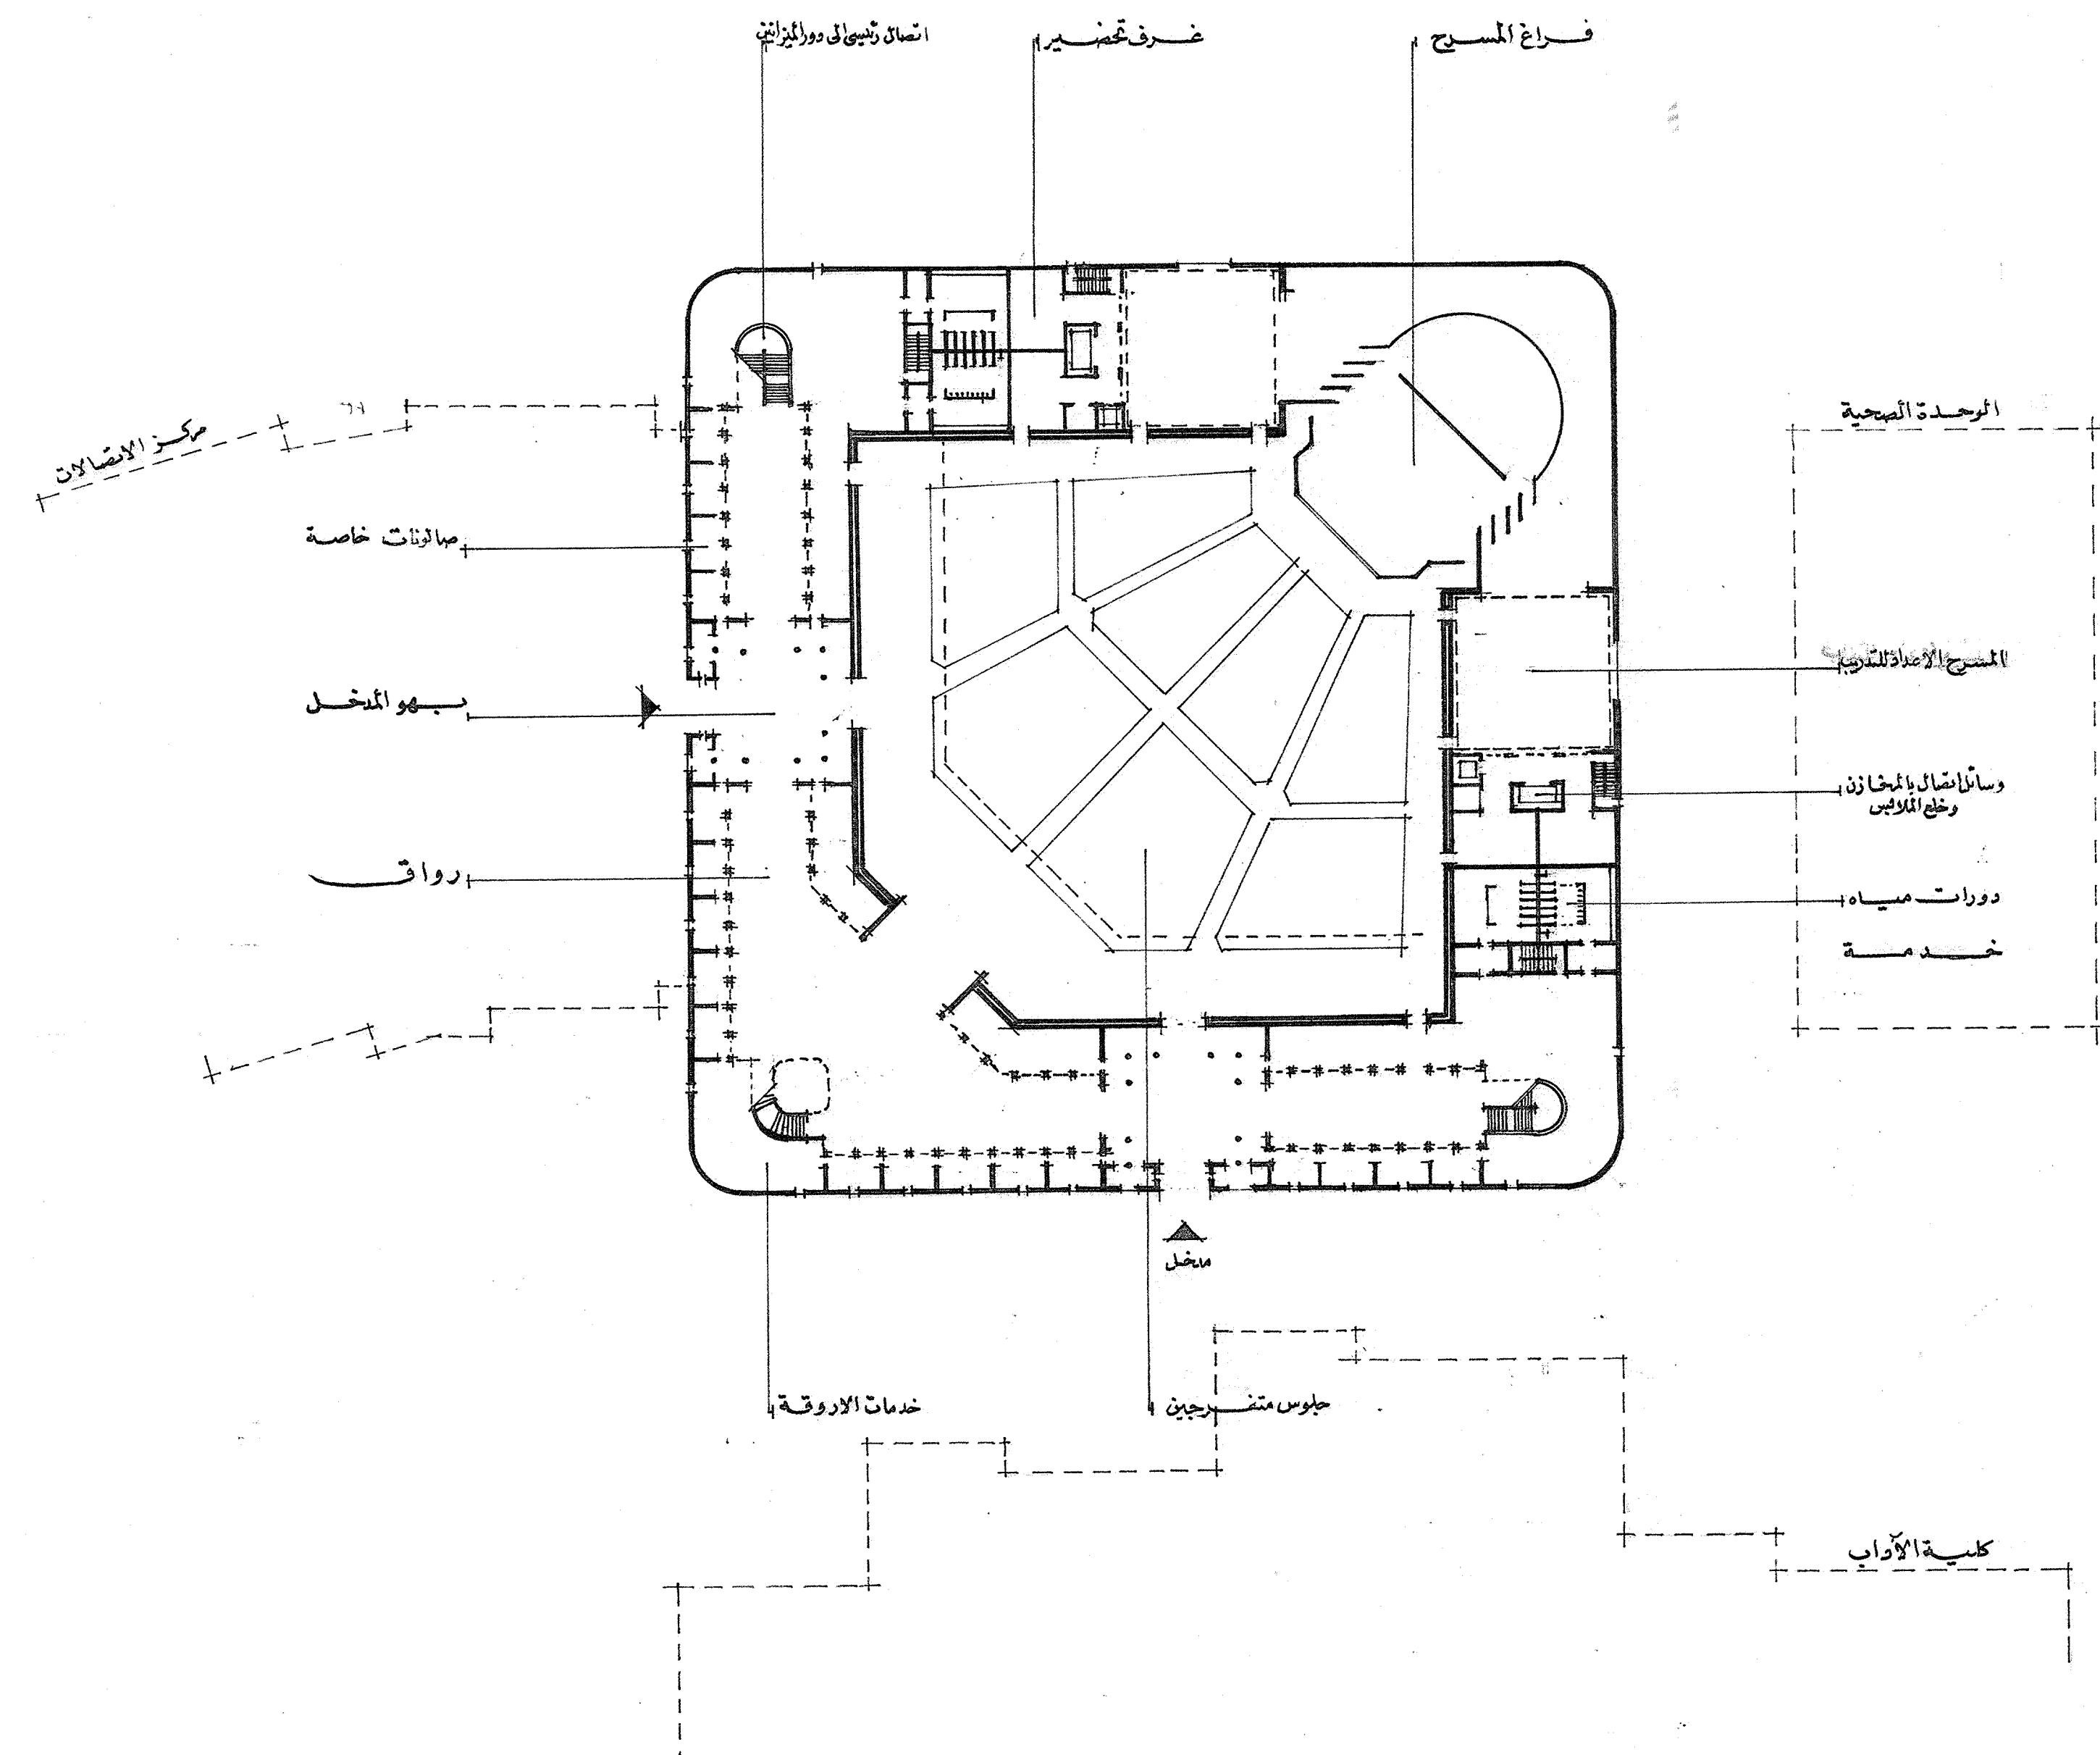 اتصال رئيسى الى دور الميزانين
غرف تحضير
فراغ المسرح
مركز الاتصالات
الوحدة الصحية
صالونات خاصة
المسرح الاعداد للتدريب
بهو المدخل
وسائل اتصال بالمخازن
وخلع الملابس
رواق
دورات مياه
خدمة
مدخل
خدمات الاروقة
جلوس متفرجين
كلية الآداب